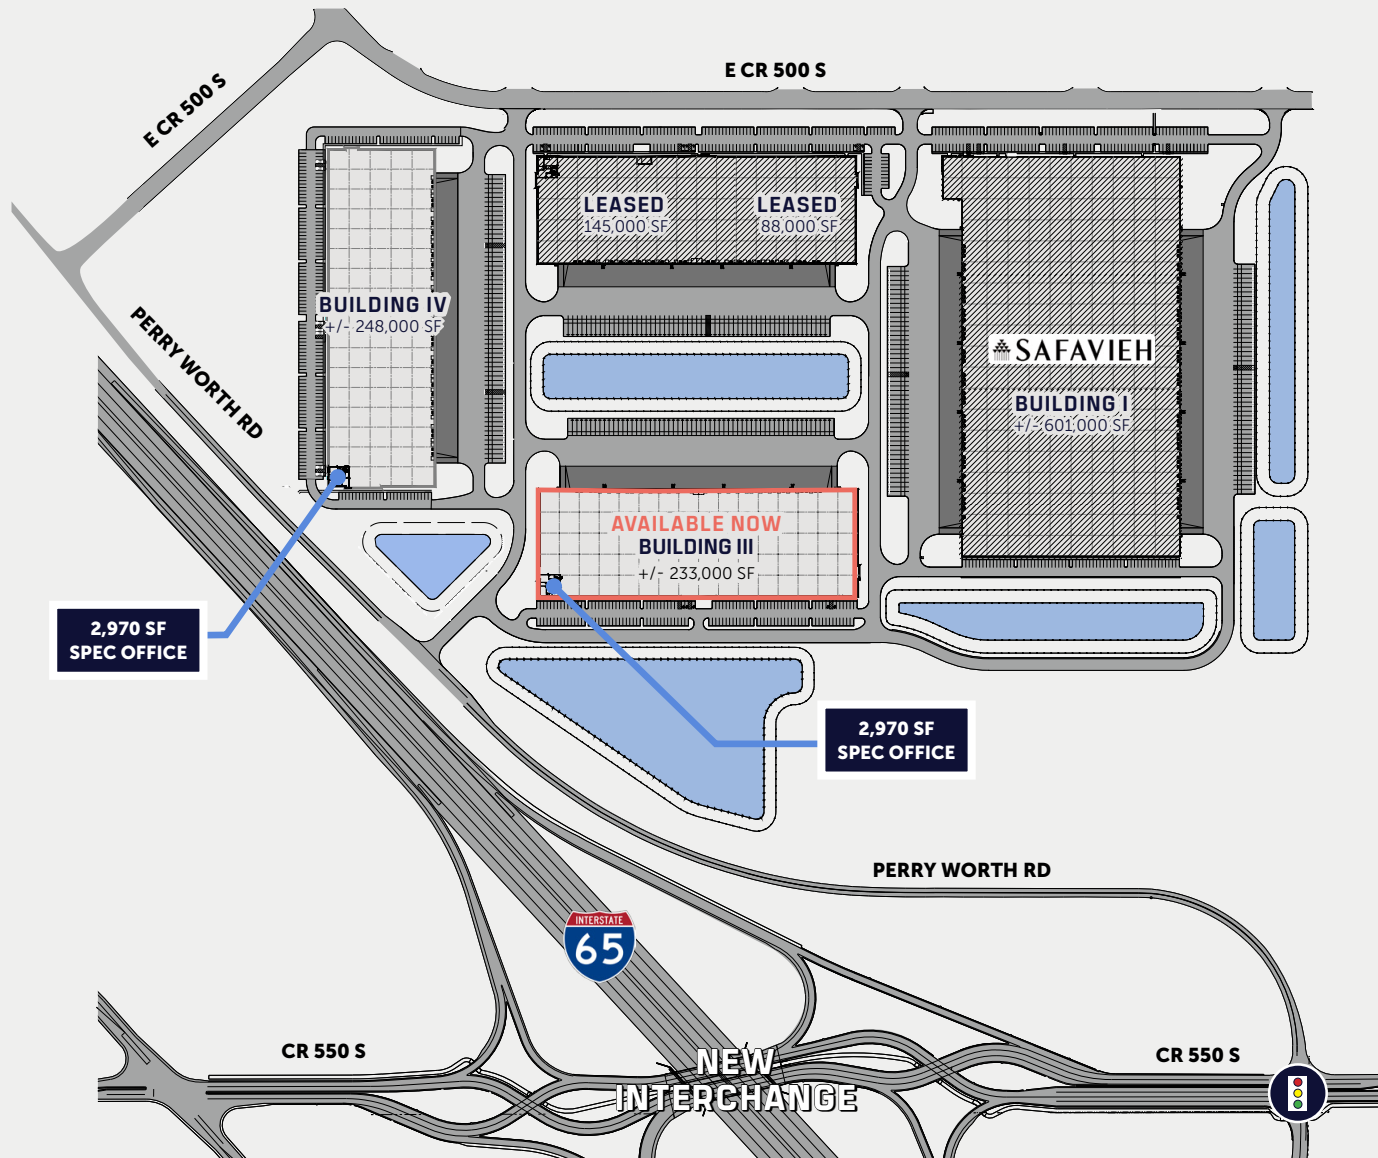 E CR 500 S
E CR 500 S
LEASED
145,000 SF
LEASED
88,000 SF
BUILDING IV
+/- 248,000 SF
PERRY WORTH RD
SAFAVIEH
BUILDING I
+/- 601,000 SF
AVAILABLE NOW
BUILDING III
+/- 233,000 SF
2,970 SF
SPEC OFFICE
2,970 SF
SPEC OFFICE
PERRY WORTH RD
INTERSTATE
65
CR 550 S
NEW
INTERCHANGE
CR 550 S